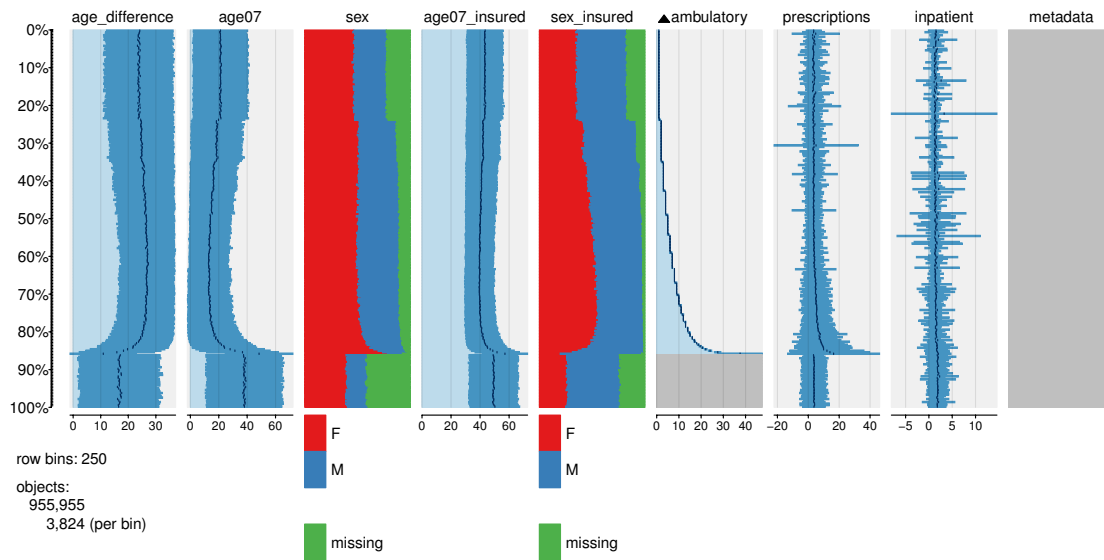 age_difference age07 sex age07_insured sex_insured ▲ambulatory prescriptions inpatient metadata
0%
10%
20%
30%
40%
50%
60%
70%
80%
90%
100%
0 10 20 30 0 20 40 60 0 20 40 60 0 10 20 30 40 −20 0 20 40 −5 0 5 10
F F
M M
missing missing
row bins: 250
objects:
955,955
3,824 (per bin)